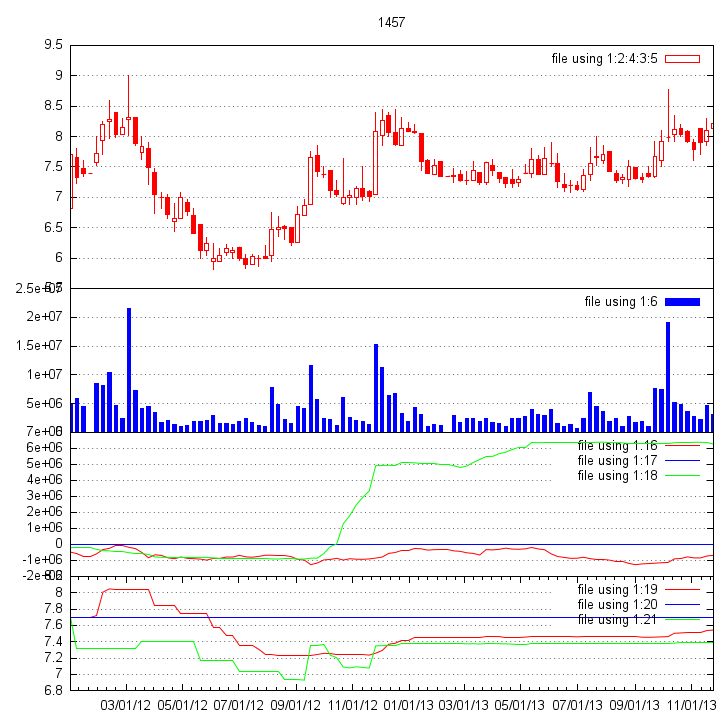 1457
9.5
file using 1:2:4:3:5
9
8.5
8
7.5
7
6.5
6
2.5e+07
file using 1:6
2e+07
1.5e+07
1e+07
5e+06
file using 1:16
6e+06
file using 1:17
5e+06
file using 1:18
4e+06
3e+06
2e+06
1e+06
0
-1e+06
-2e+06
file using 1:19
8
7.8
file using 1:20
7.6
file using 1:21
7.4
7.2
7
6.8
03/01/12 05/01/12 07/01/12 09/01/12 11/01/12 01/01/13 03/01/13 05/01/13 07/01/13 09/01/13 11/01/13